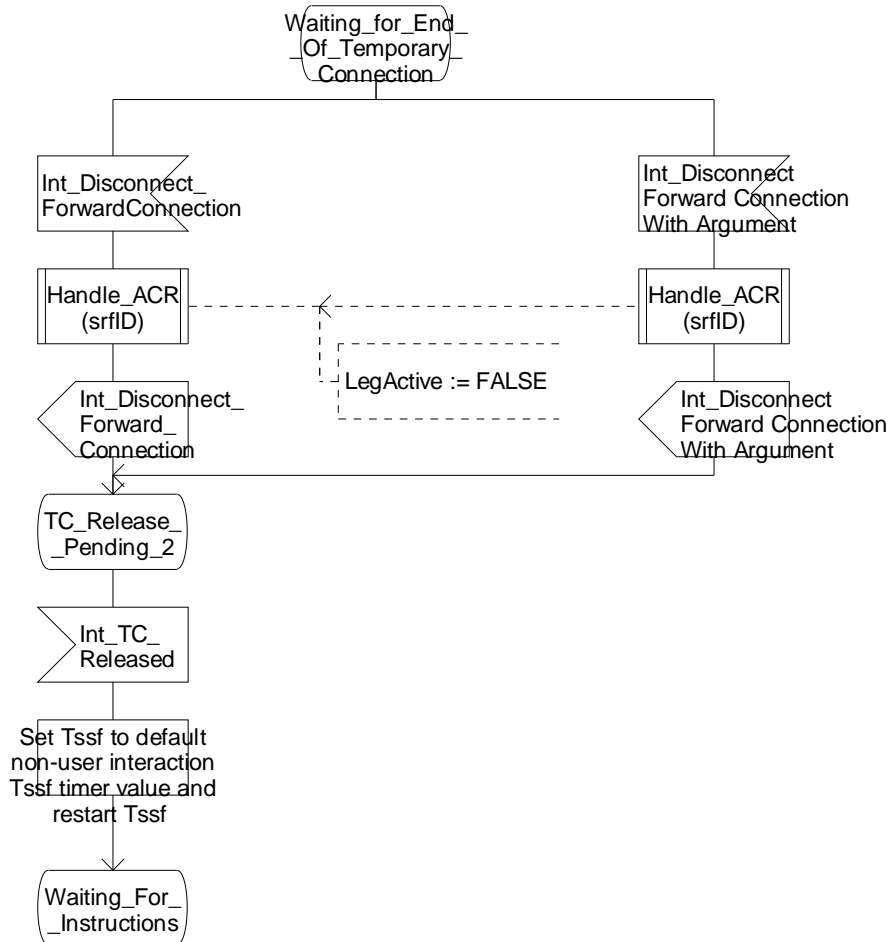 Waiting_for_End_
_Of_Temporary_
Connection
Int_Disconnect_
ForwardConnection
Int_Disconnect
Forward Connection
With Argument
Handle_ACR
(srfID)
Handle_ACR
(srfID)
LegActive := FALSE
Int_Disconnect_
Forward_
Connection
Int_Disconnect
Forward Connection
With Argument
TC_Release_
_Pending_2
Int_TC_
Released
Set Tssf to default
non-user interaction
Tssf timer value and
restart Tssf
Waiting_For_
_Instructions